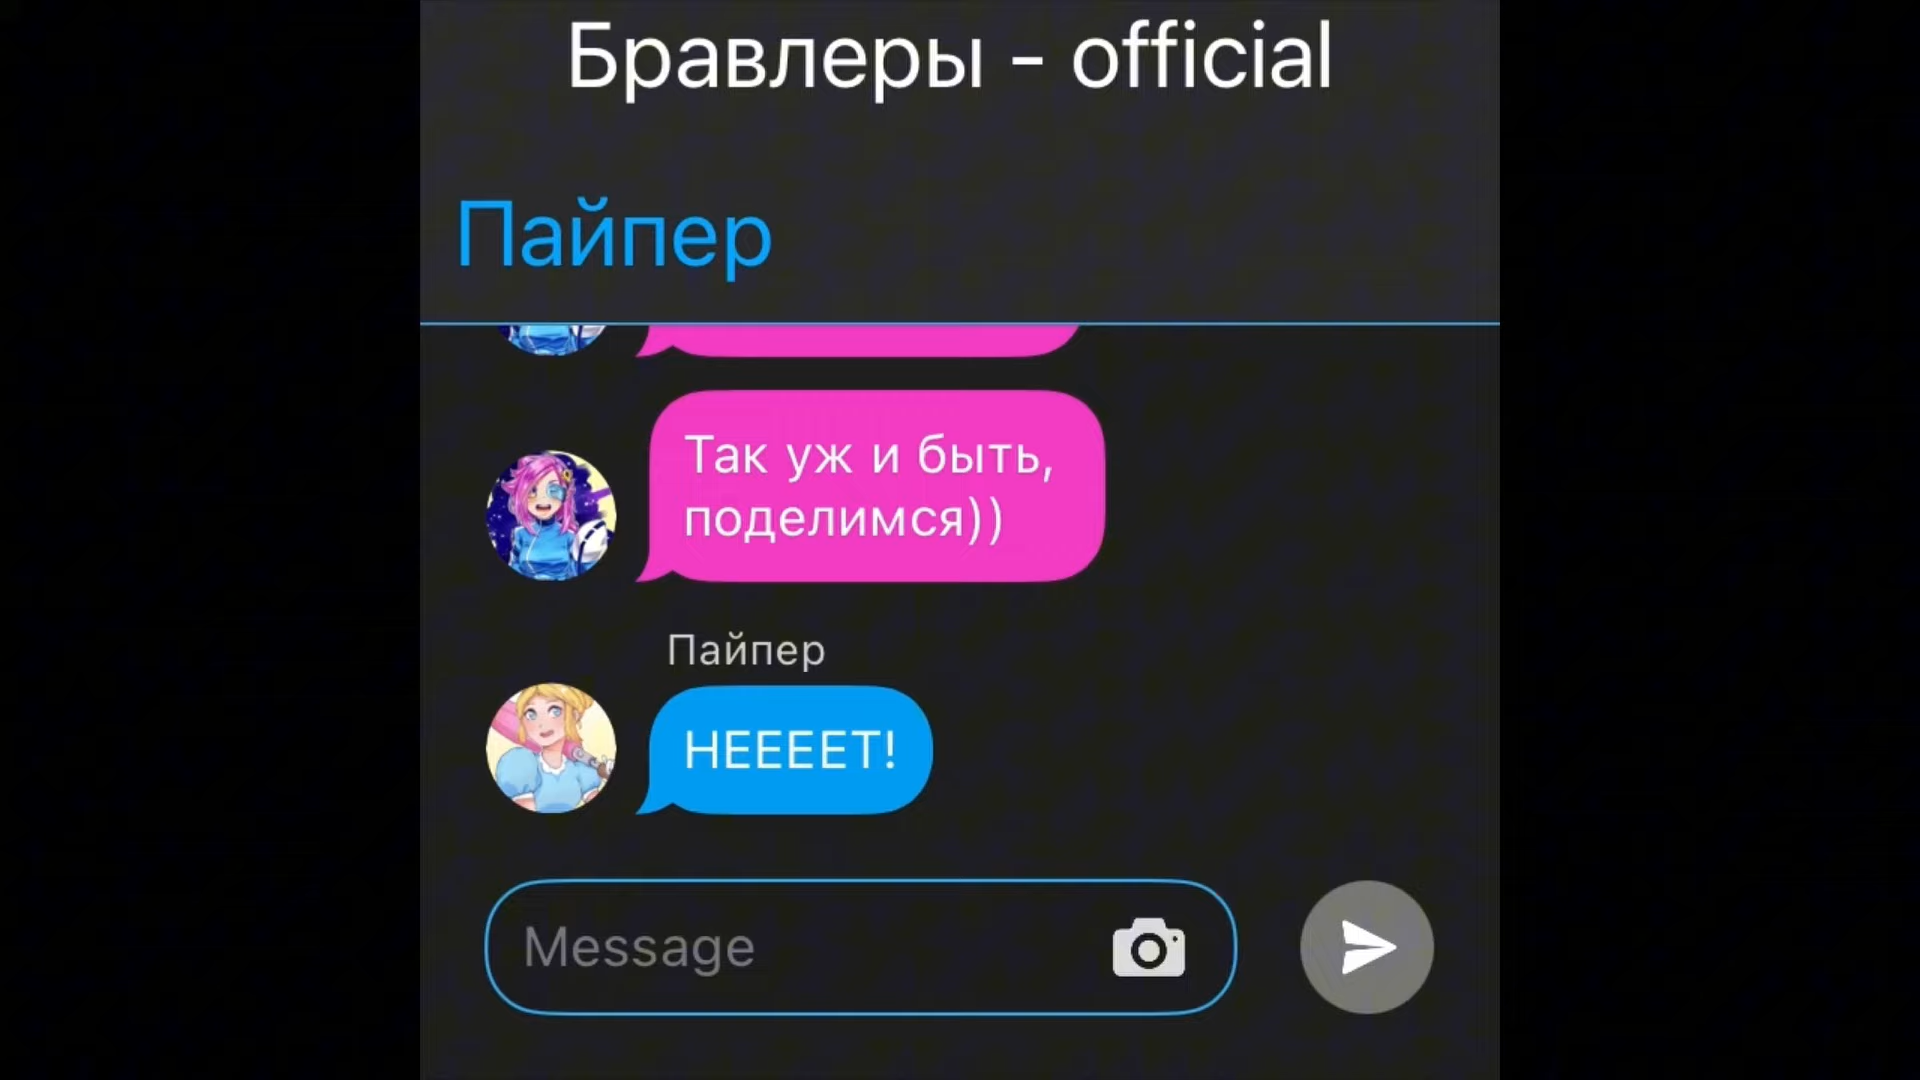 Бравлеры - official
Пайпер
Так уж и быть,
поделимся))
Пайпер
НЕЕЕЕТ!
Message